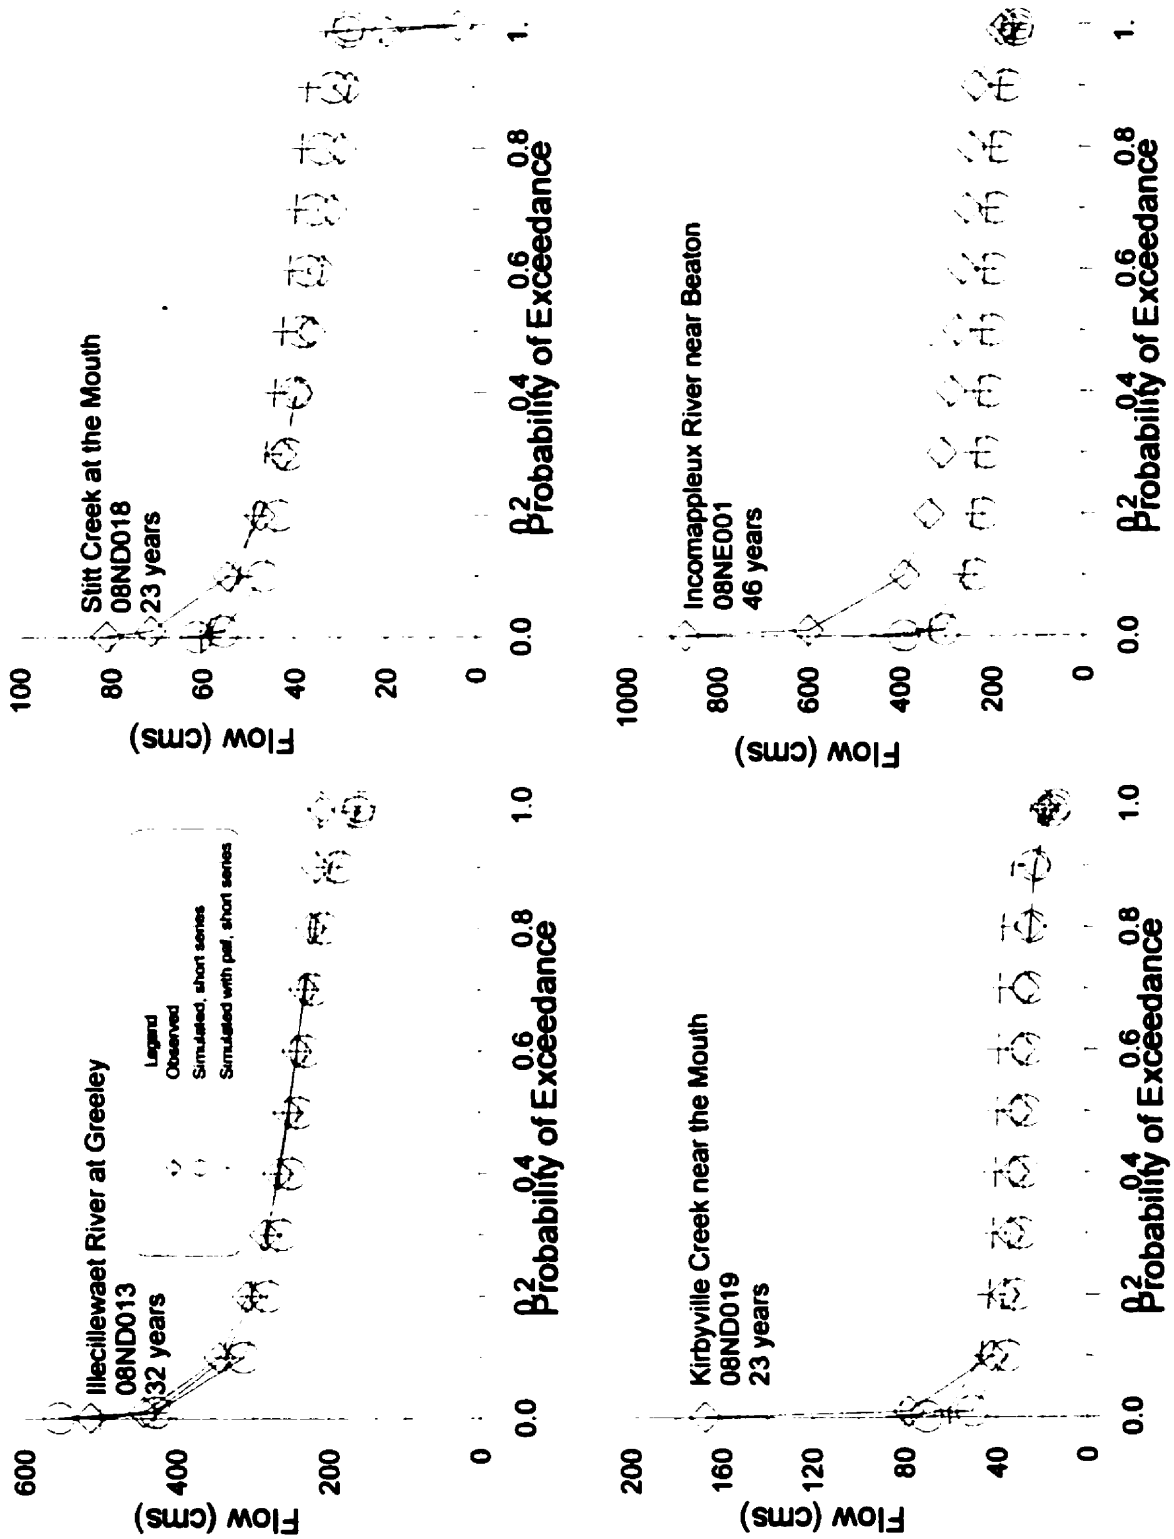 600
400
200
0
Flow (cms)
Illecillewaet River at Greeley
08ND013
32 years
Legend
Observed
Simulated, short series
Simulated with psf, short series
0.0
0.2
0.4
0.6
0.8
1.0
Probability of Exceedance
100
80
60
40
20
0
Flow (cms)
Stitt Creek at the Mouth
08ND018
23 years
0.0
0.2
0.4
0.6
0.8
1.
Probability of Exceedance
200
160
120
80
40
0
Flow (cms)
Kirbyville Creek near the Mouth
08ND019
23 years
0.0
0.2
0.4
0.6
0.8
1.0
Probability of Exceedance
1000
800
600
400
200
0
Flow (cms)
Incomappleux River near Beaton
08NE001
46 years
0.0
0.2
0.4
0.6
0.8
1.
Probability of Exceedance